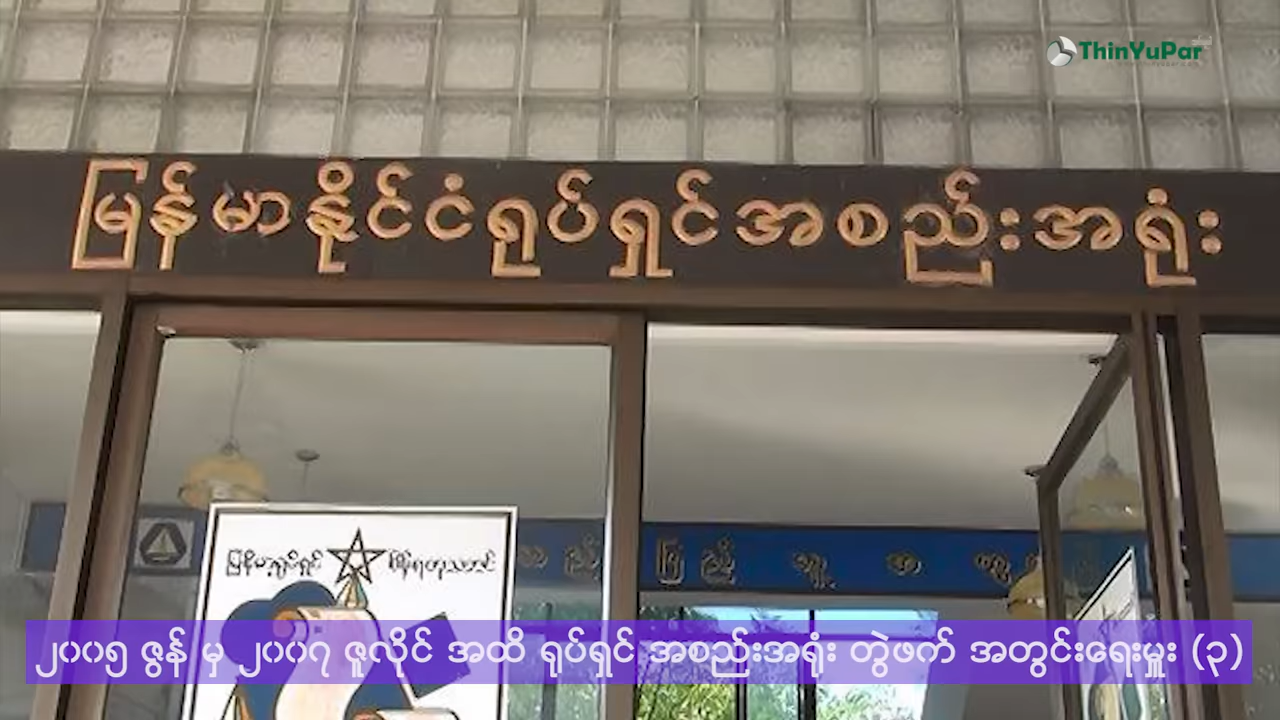 ThinYuPar
မြန်မာနိုင်ငံရုပ်ရှင်အစည်းအရုံး
မြန်မာ့ရုပ်ရှင်
၂၀၀၅ ဇွန် မှ ၂၀၀၇ ဇူလိုင် အထိ ရုပ်ရှင် အစည်းအရုံး တွဲဖက် အတွင်းရေးမှူး (၃)